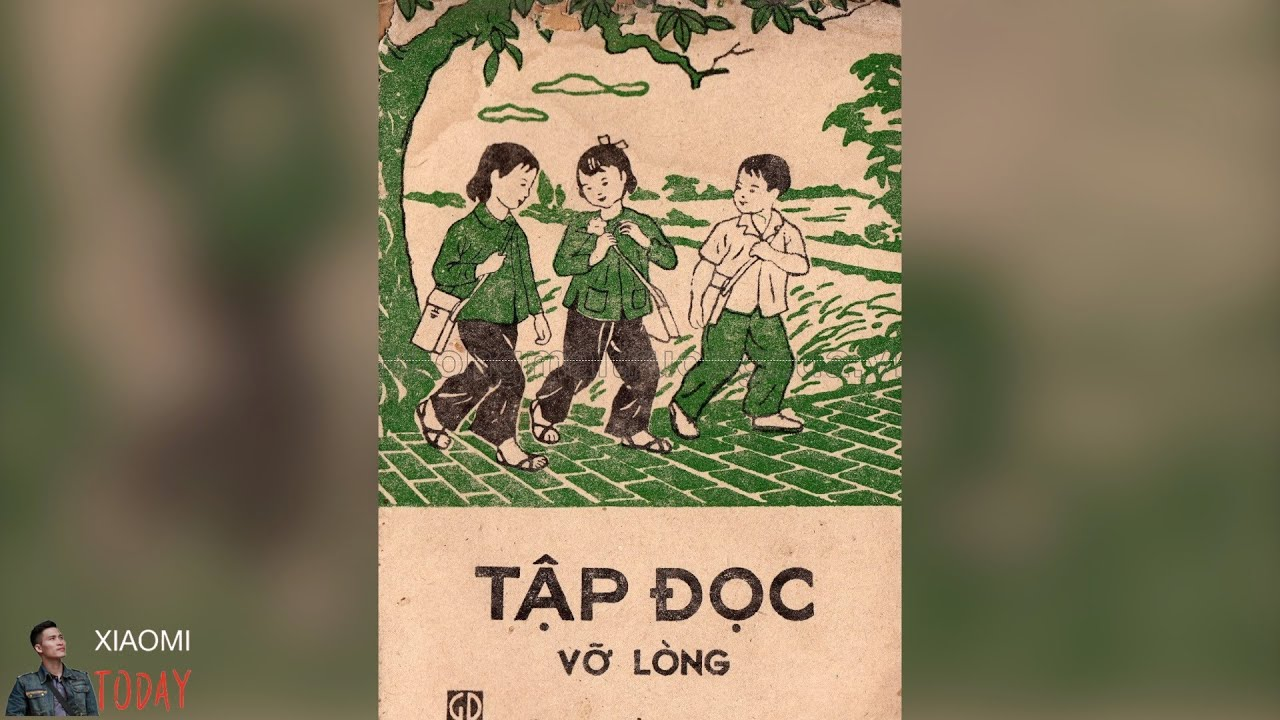 TẬP ĐỌC
VỠ LÒNG
GD
XIAOMI
TODAY